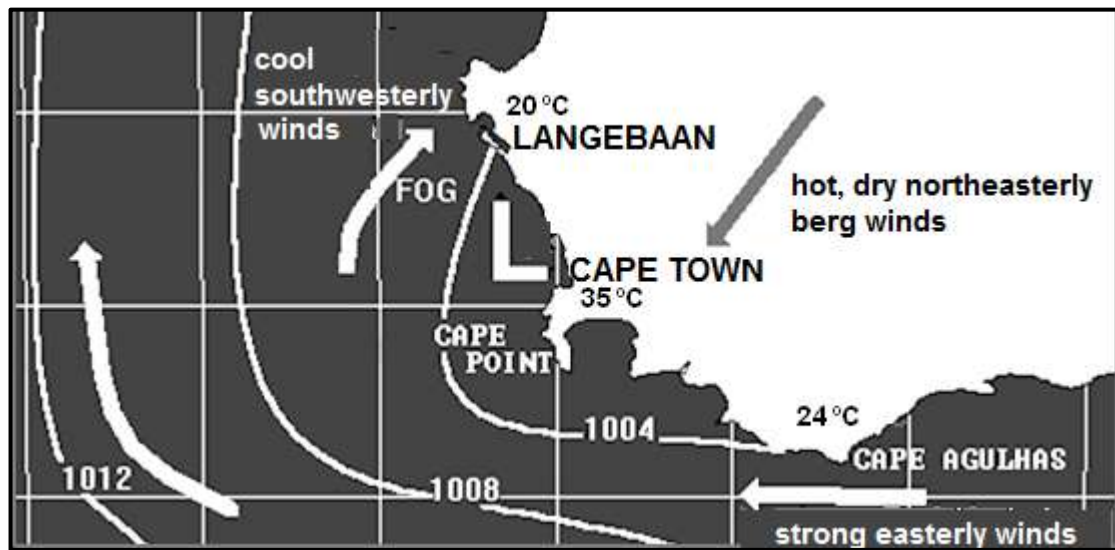 cool
southwesterly
winds
20 °C
LANGEBAAN
FOG
hot, dry northeasterly
berg winds
L
CAPE TOWN
35 °C
CAPE
POINT
24 °C
1004
CAPE AGULHAS
1012
1008
strong easterly winds